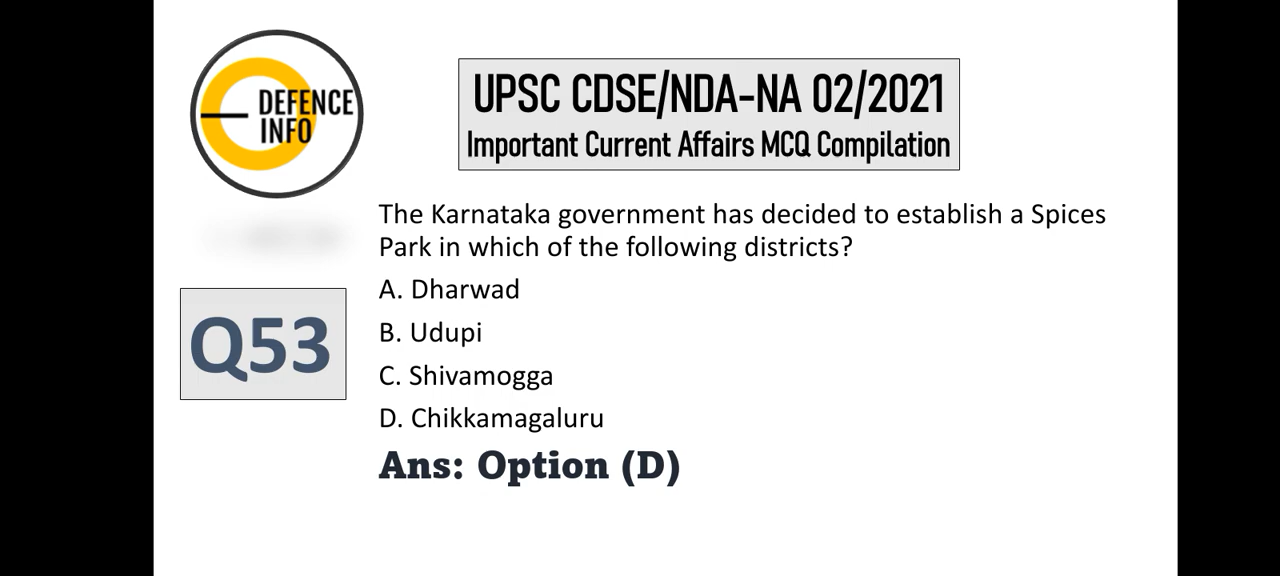 DEFENCE
INFO
UPSC CDSE/NDA-NA 02/2021
Important Current Affairs MCQ Compilation
The Karnataka government has decided to establish a Spices
Park in which of the following districts?
A. Dharwad
B. Udupi
C. Shivamogga
D. Chikkamagaluru
Ans: Option (D)
Q53